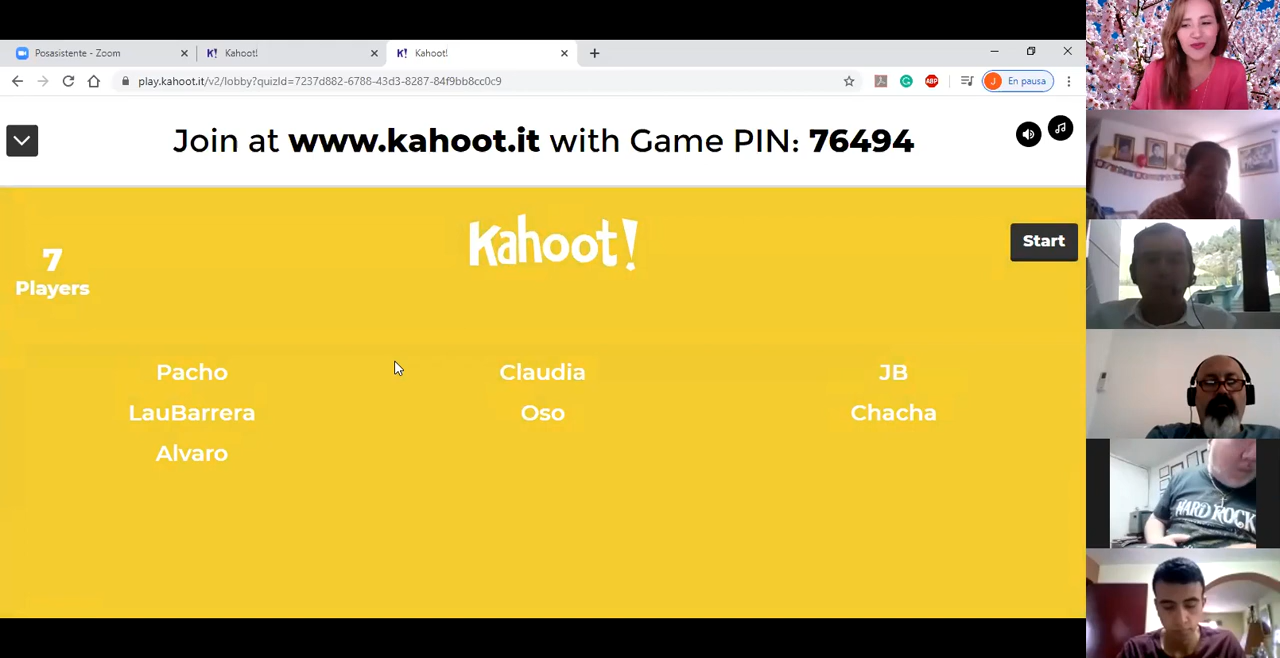 Posasistente - Zoom
Kahoot!
Kahoot!
play.kahoot.it/v2/lobby?quizId=7237d882-6788-43d3-8287-84f9bb8cc0c9
ABP
J En pausa
Join at www.kahoot.it with Game PIN: 76494
Kahoot!
Start
7
Players
Pacho Claudia JB
LauBarrera Oso Chacha
Alvaro
HARD ROCK